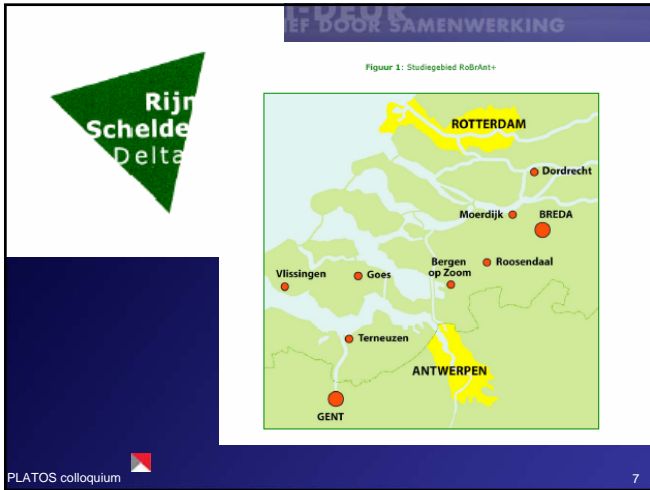 DOOR SAMENWERKING
Figuur 1: Studiegebied RoBrAnt+
Rijn
Schelde
Delta
ROTTERDAM
Dordrecht
Moerdijk
BREDA
Bergen
op Zoom
Roosendaal
Vlissingen
Goes
Terneuzen
ANTWERPEN
GENT
PLATOS colloquium
7